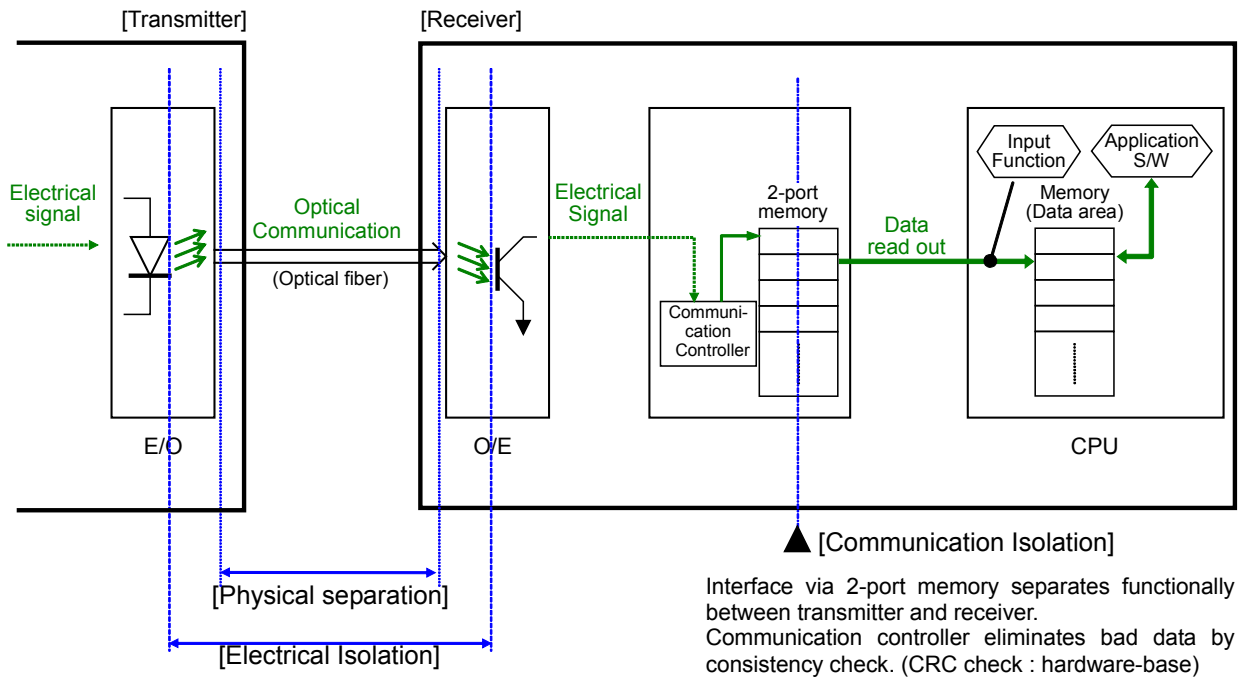 [Transmitter]
[Receiver]
Electrical
signal
Optical
Communication
(Optical fiber)
Electrical
Signal
2-port
memory
Communi-
cation
Controller
Data
read out
Input
Function
Application
S/W
Memory
(Data area)
E/O
O/E
CPU
[Communication Isolation]
[Physical separation]
[Electrical Isolation]
Interface via 2-port memory separates functionally
between transmitter and receiver.
Communication controller eliminates bad data by
consistency check. (CRC check : hardware-base)